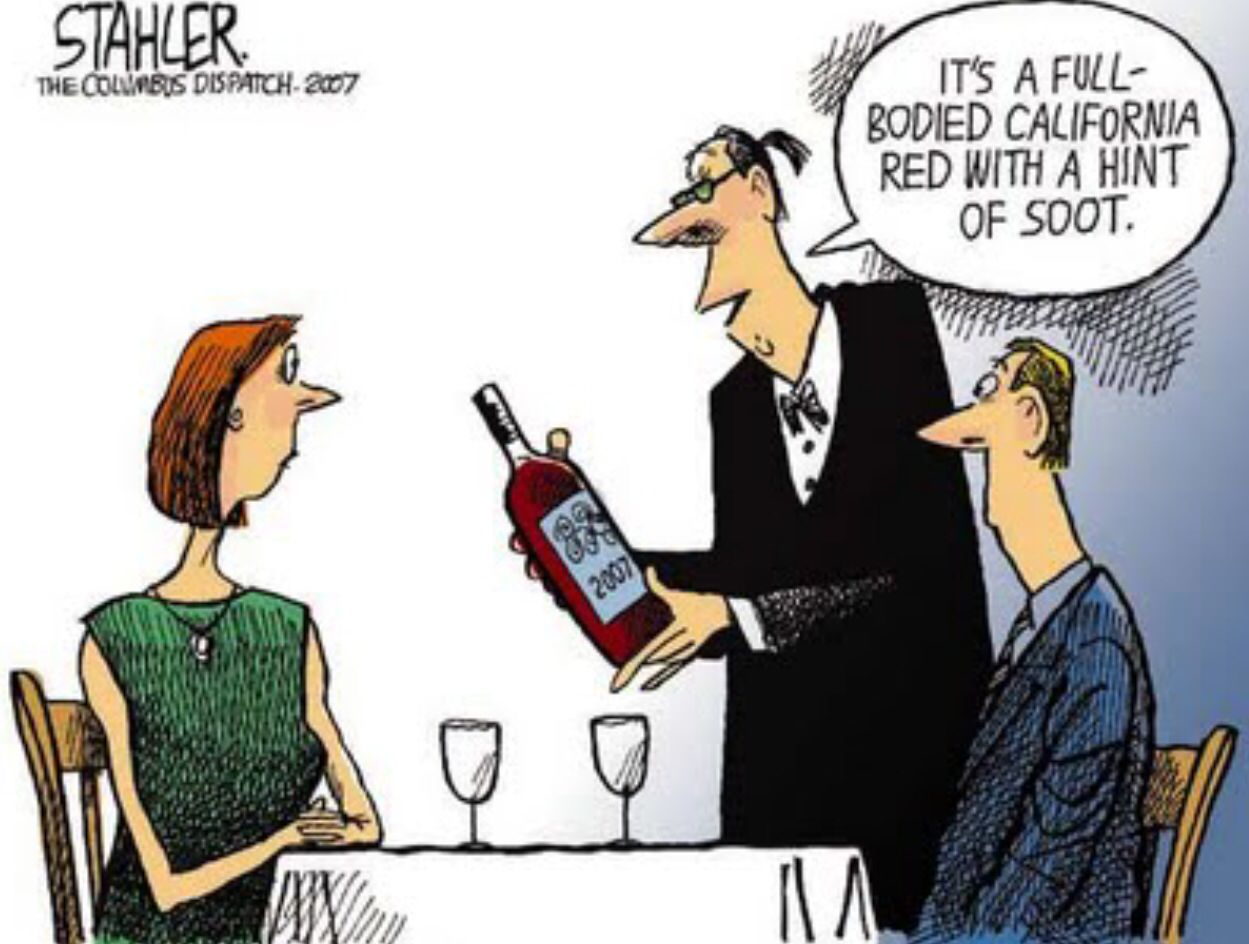 STAHLER.
THE COLUMBUS DISPATCH. 2007
IT'S A FULL-
BODIED CALIFORNIA
RED WITH A HINT
OF SOOT.
2007